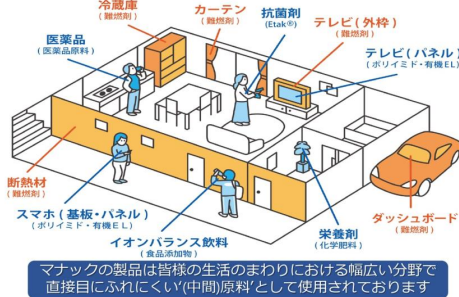 冷蔵庫
(難燃剤)
カーテン
(難燃剤)
抗菌剤
(Etak®)
テレビ(外枠)
(難燃剤)
医薬品
(医薬品原料)
テレビ(パネル)
(ポリイミド・有機EL)
断熱材
(難燃剤)
スマホ(基板・パネル)
(ポリイミド・有機EL)
イオンバランス飲料
(食品添加物)
栄養剤
(化学肥料)
ダッシュボード
(難燃剤)
マナックの製品は皆様の生活のまわりにおける幅広い分野で
直接目にふれにくい'(中間)原料'として使用されております